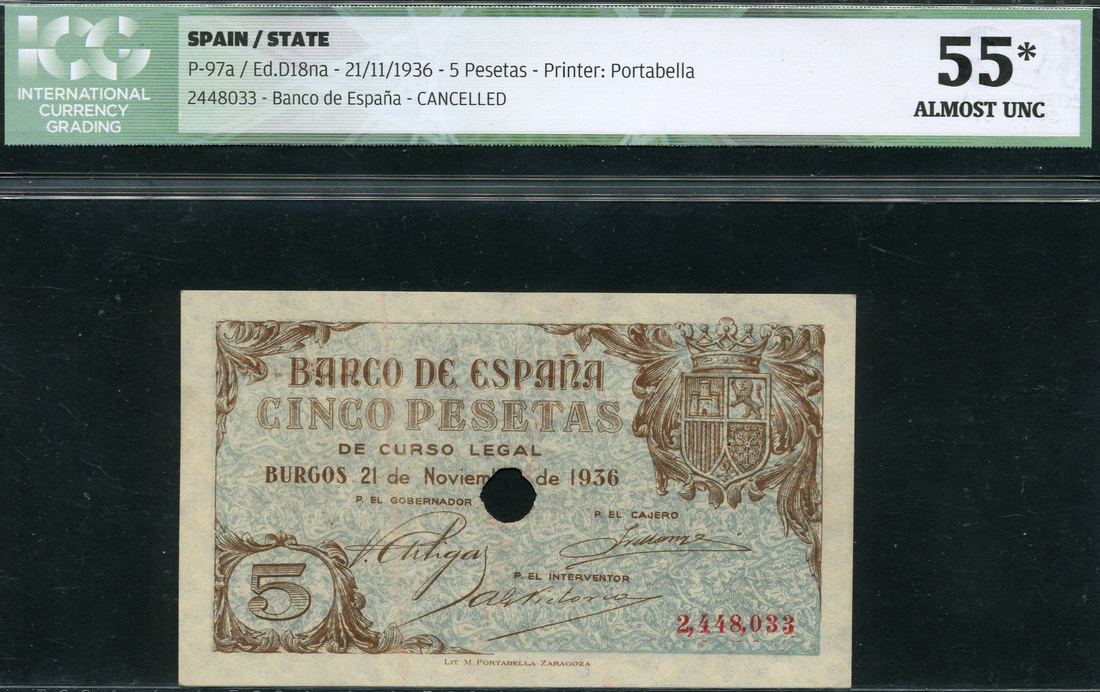 ICG
INTERNATIONAL
CURRENCY
GRADING
SPAIN / STATE
P-97a / Ed.D18na - 21/11/1936 - 5 Pesetas - Printer: Portabella
2448033 - Banco de España - CANCELLED
55*
ALMOST UNC
BANCO DE ESPAÑA
CINCO PESETAS
DE CURSO LEGAL
BURGOS 21 de Noviem de 1936
P. EL GOBERNADOR
P. EL CAJERO
P. EL INTERVENTOR
5
2,448,033
LIT M PORTABELLA ZARAGOZA